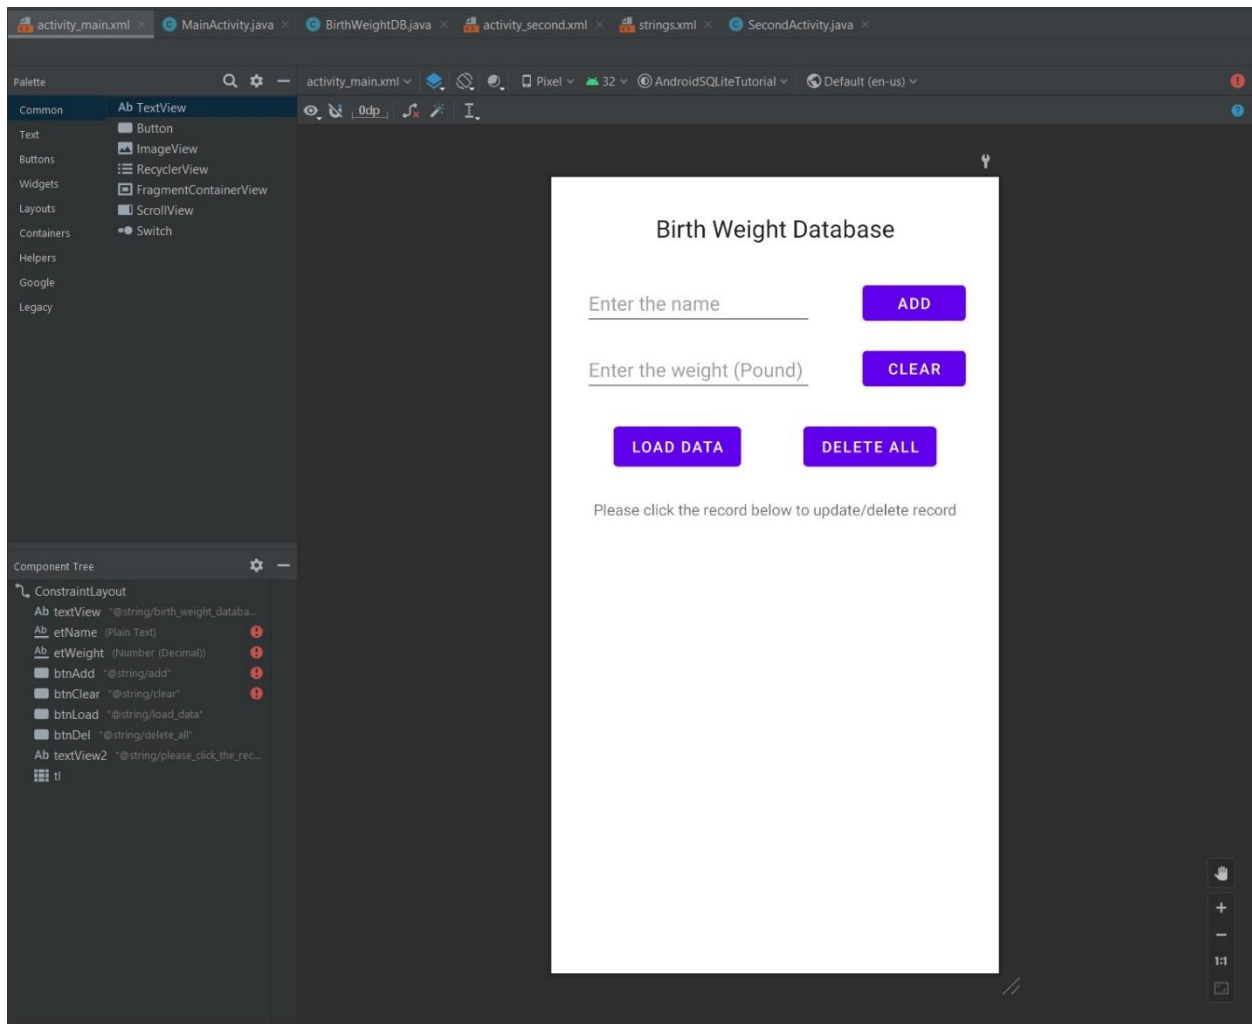 activity_main.xml MainActivity.java BirthWeightDB.java activity_second.xml strings.xml SecondActivity.java
Palette
activity_main.xml Pixel 32 AndroidSQLiteTutorial Default (en-us)
Common
Text
Buttons
Widgets
Layouts
Containers
Helpers
Google
Legacy
Ab TextView
Button
ImageView
RecyclerView
FragmentContainerView
ScrollView
Switch
0dp
Birth Weight Database
Enter the name ADD
Enter the weight (Pound) CLEAR
LOAD DATA DELETE ALL
Please click the record below to update/delete record
Component Tree
ConstraintLayout
Ab textView "@string/birth_weight_databa...
Ab etName (Plain Text)
Ab etWeight (Number (Decimal))
btnAdd "@string/add"
btnClear "@string/clear"
btnLoad "@string/load_data"
btnDel "@string/delete_all"
Ab textView2 "@string/please_click_the_rec...
tl
1:1